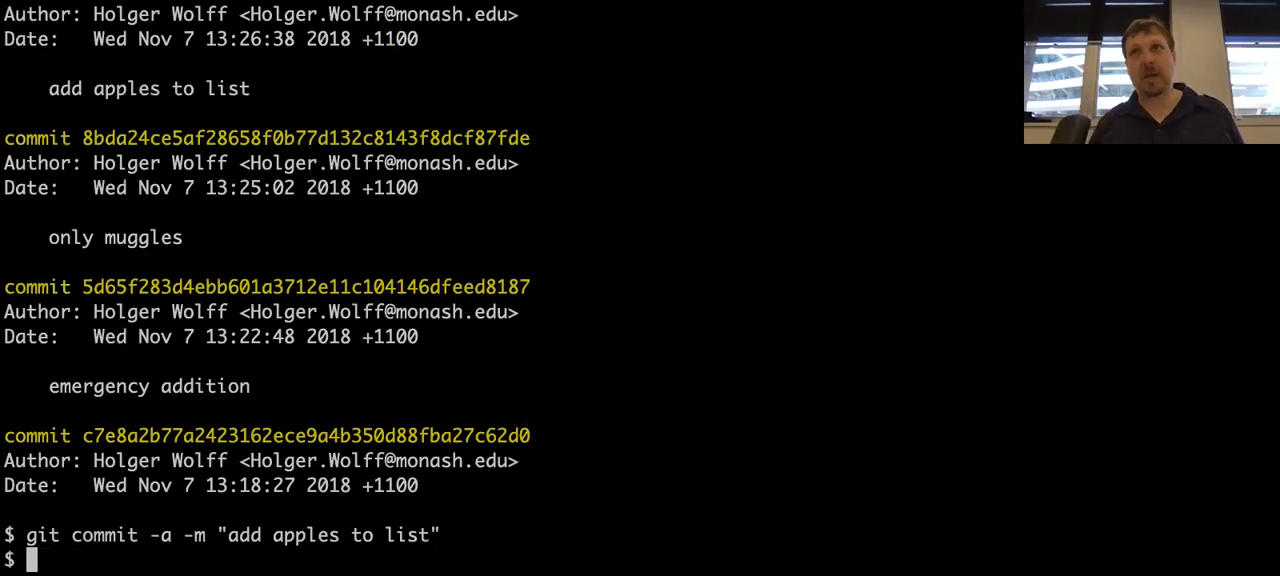 Author: Holger Wolff <Holger.Wolff@monash.edu>
Date:   Wed Nov 7 13:26:38 2018 +1100
    add apples to list
commit 8bda24ce5af28658f0b77d132c8143f8dcf87fde
Author: Holger Wolff <Holger.Wolff@monash.edu>
Date:   Wed Nov 7 13:25:02 2018 +1100
    only muggles
commit 5d65f283d4ebb601a3712e11c104146dfeed8187
Author: Holger Wolff <Holger.Wolff@monash.edu>
Date:   Wed Nov 7 13:22:48 2018 +1100
    emergency addition
commit c7e8a2b77a2423162ece9a4b350d88fba27c62d0
Author: Holger Wolff <Holger.Wolff@monash.edu>
Date:   Wed Nov 7 13:18:27 2018 +1100
$ git commit -a -m "add apples to list"
$